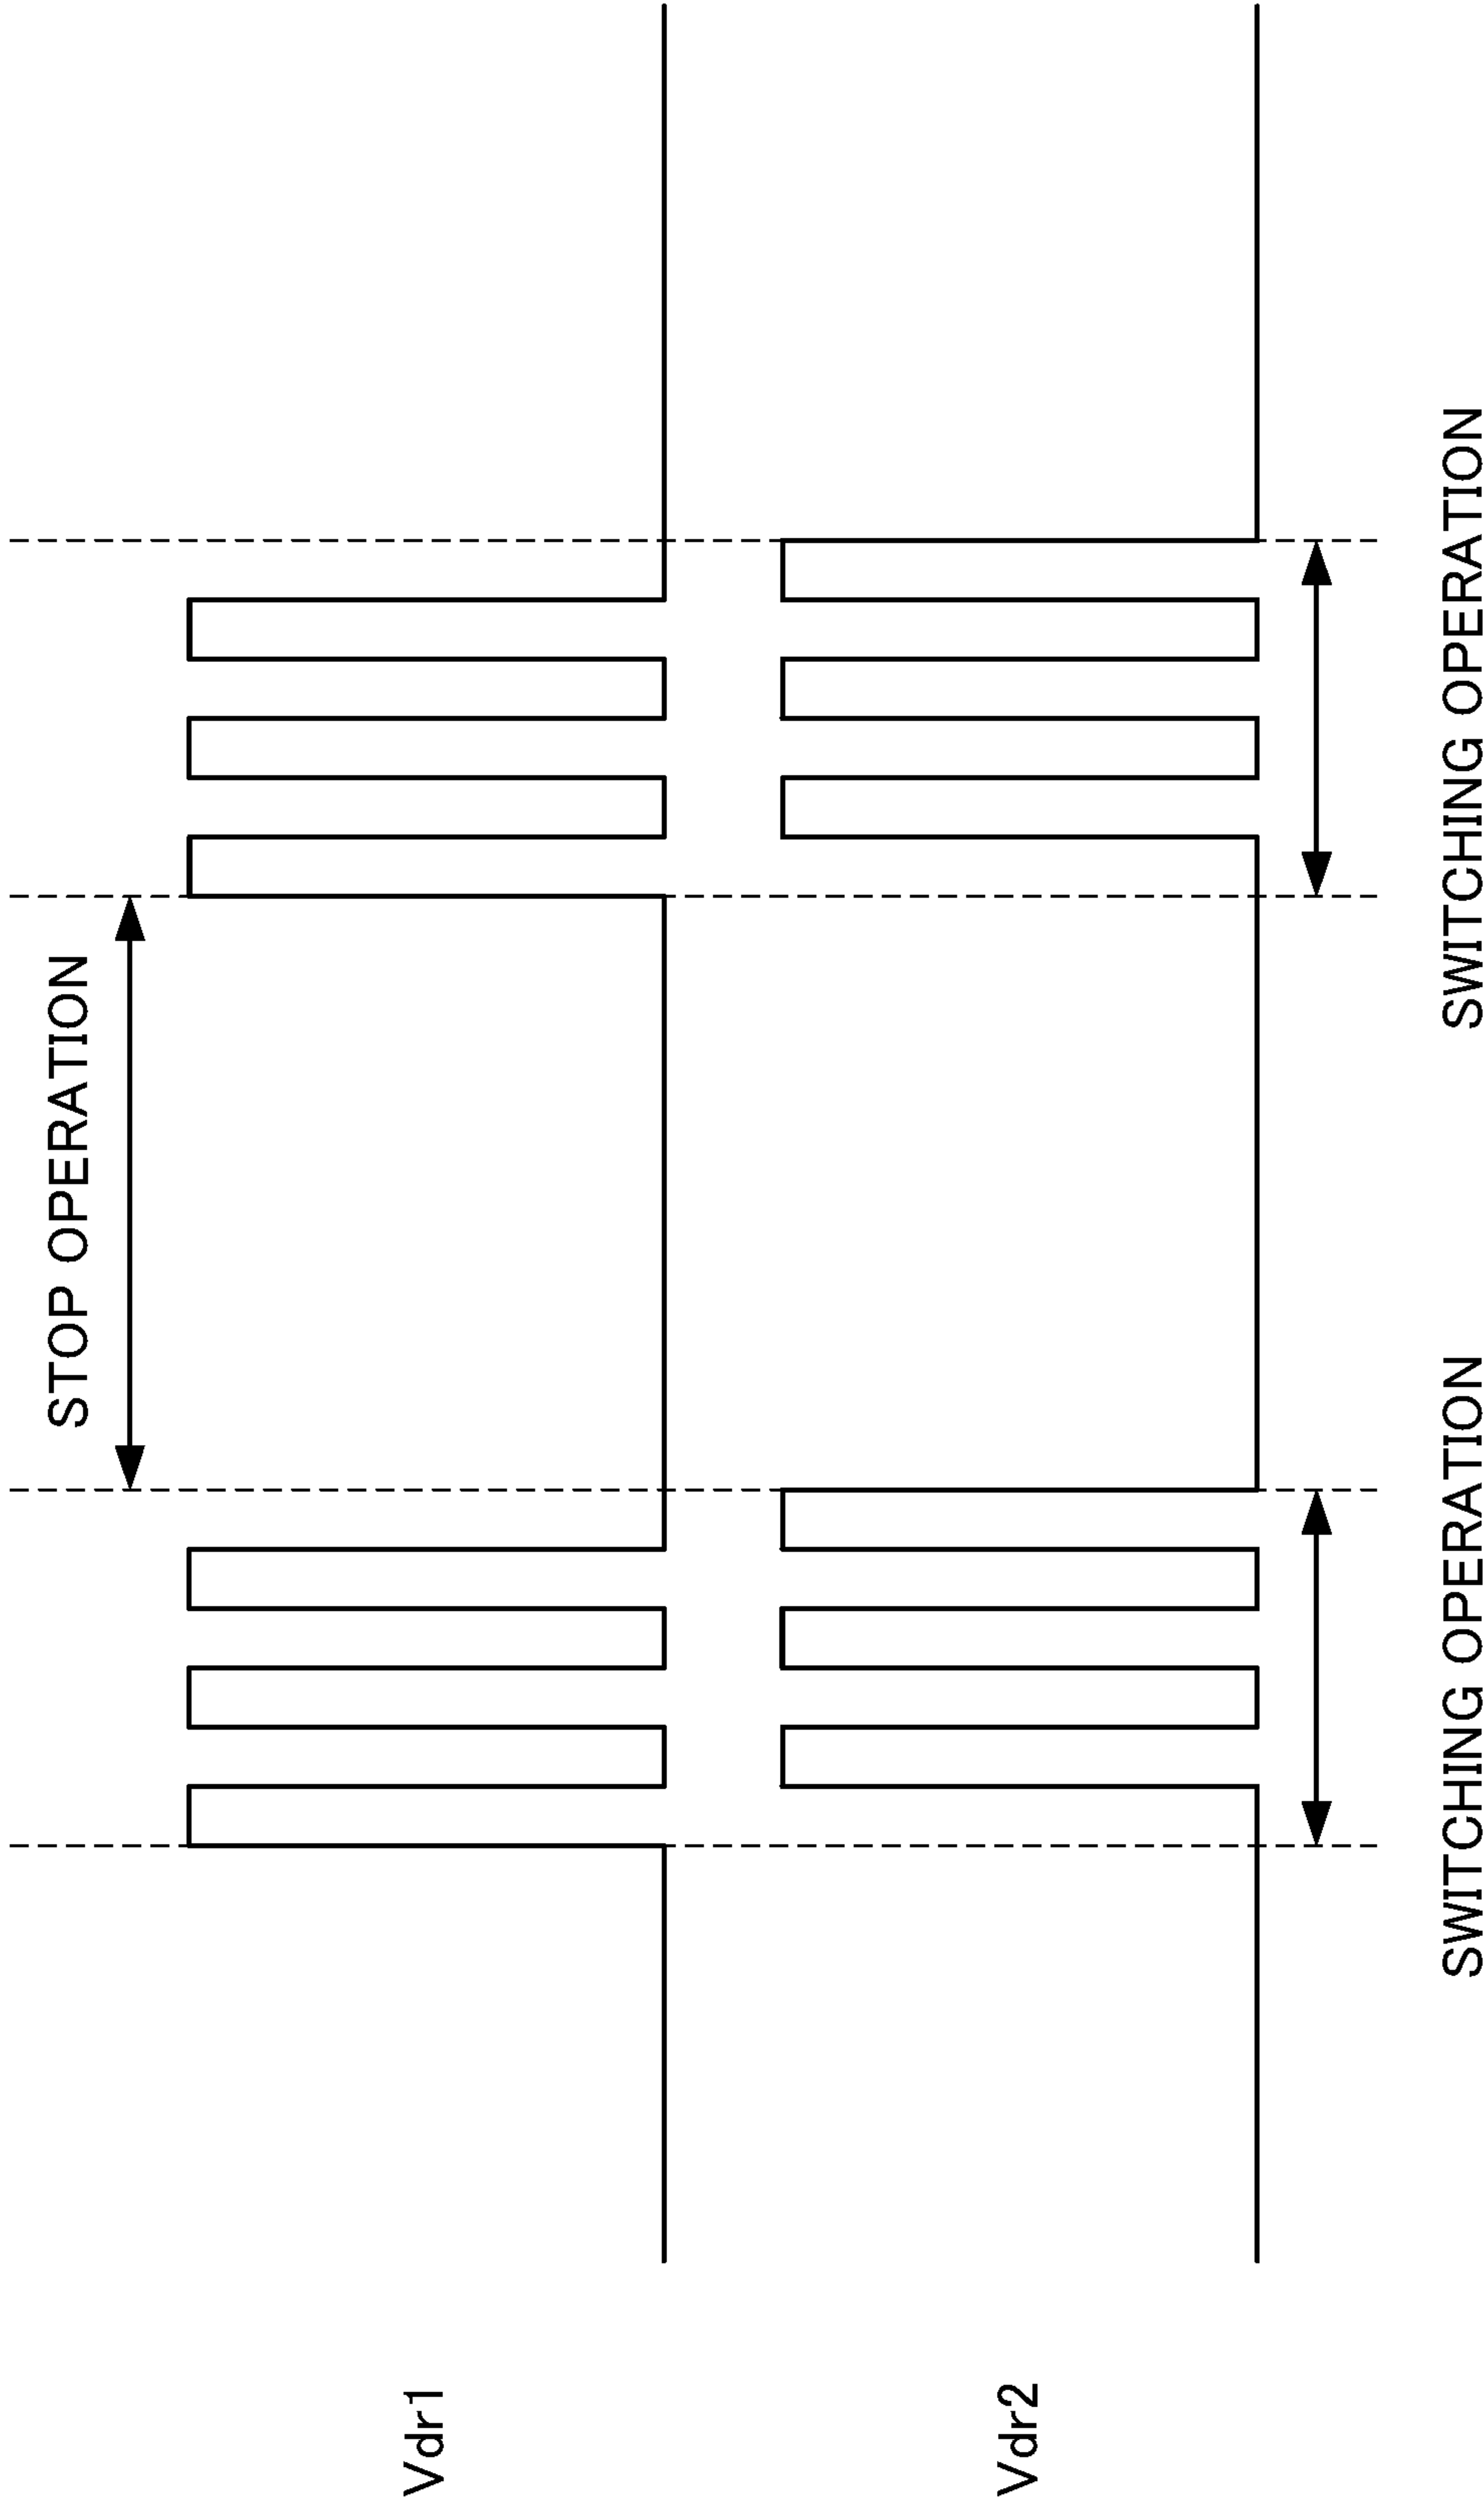 STOP OPERATION
Vdr1
Vdr2
SWITCHING OPERATION
SWITCHING OPERATION